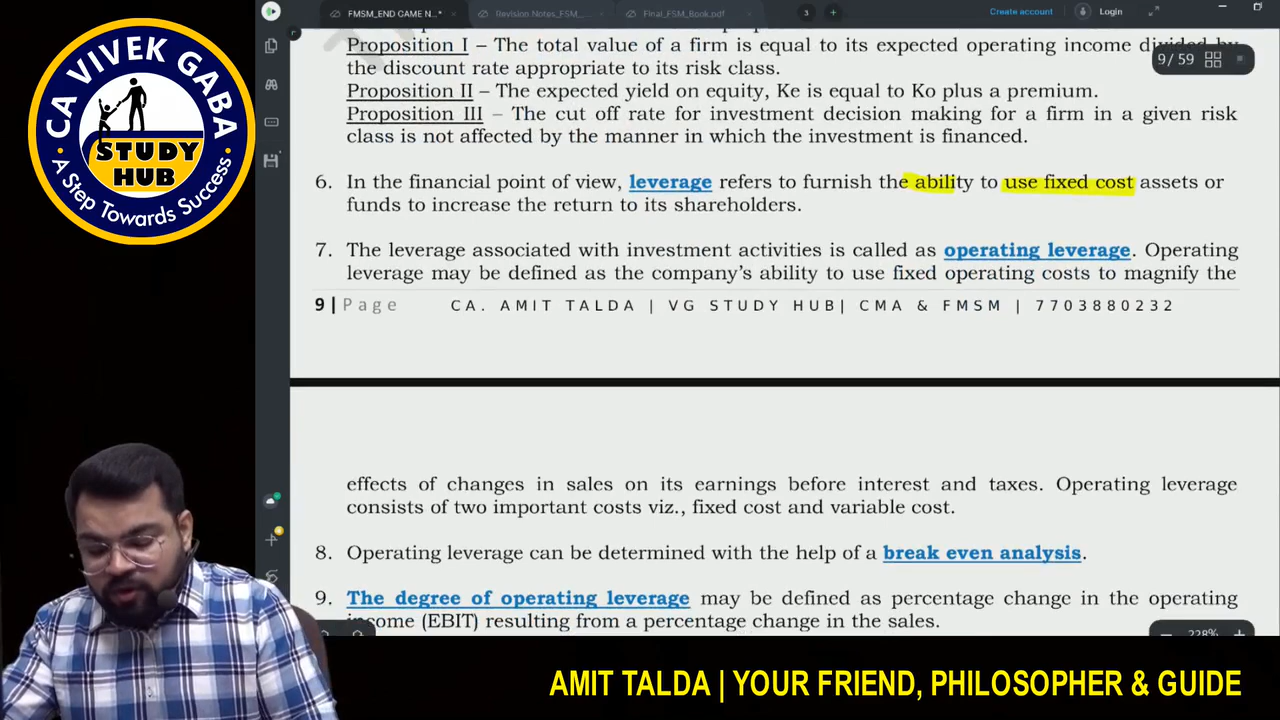 FMSM_END GAME N...*
Revision Notes_FSM_...
Final_FSM_Book.pdf
3
Create account
Login
CA VIVEK GABA
STUDY
HUB
A Step Towards Success
9/59
Proposition I – The total value of a firm is equal to its expected operating income divided by
the discount rate appropriate to its risk class.
Proposition II – The expected yield on equity, Ke is equal to Ko plus a premium.
Proposition III – The cut off rate for investment decision making for a firm in a given risk
class is not affected by the manner in which the investment is financed.
6. In the financial point of view, leverage refers to furnish the ability to use fixed cost assets or
funds to increase the return to its shareholders.
7. The leverage associated with investment activities is called as operating leverage. Operating
leverage may be defined as the company's ability to use fixed operating costs to magnify the
9 | Page CA. AMIT TALDA | VG STUDY HUB| CMA & FMSM | 7703880232
effects of changes in sales on its earnings before interest and taxes. Operating leverage
consists of two important costs viz., fixed cost and variable cost.
8. Operating leverage can be determined with the help of a break even analysis.
9. The degree of operating leverage may be defined as percentage change in the operating
income (EBIT) resulting from a percentage change in the sales.
228%
AMIT TALDA | YOUR FRIEND, PHILOSOPHER & GUIDE